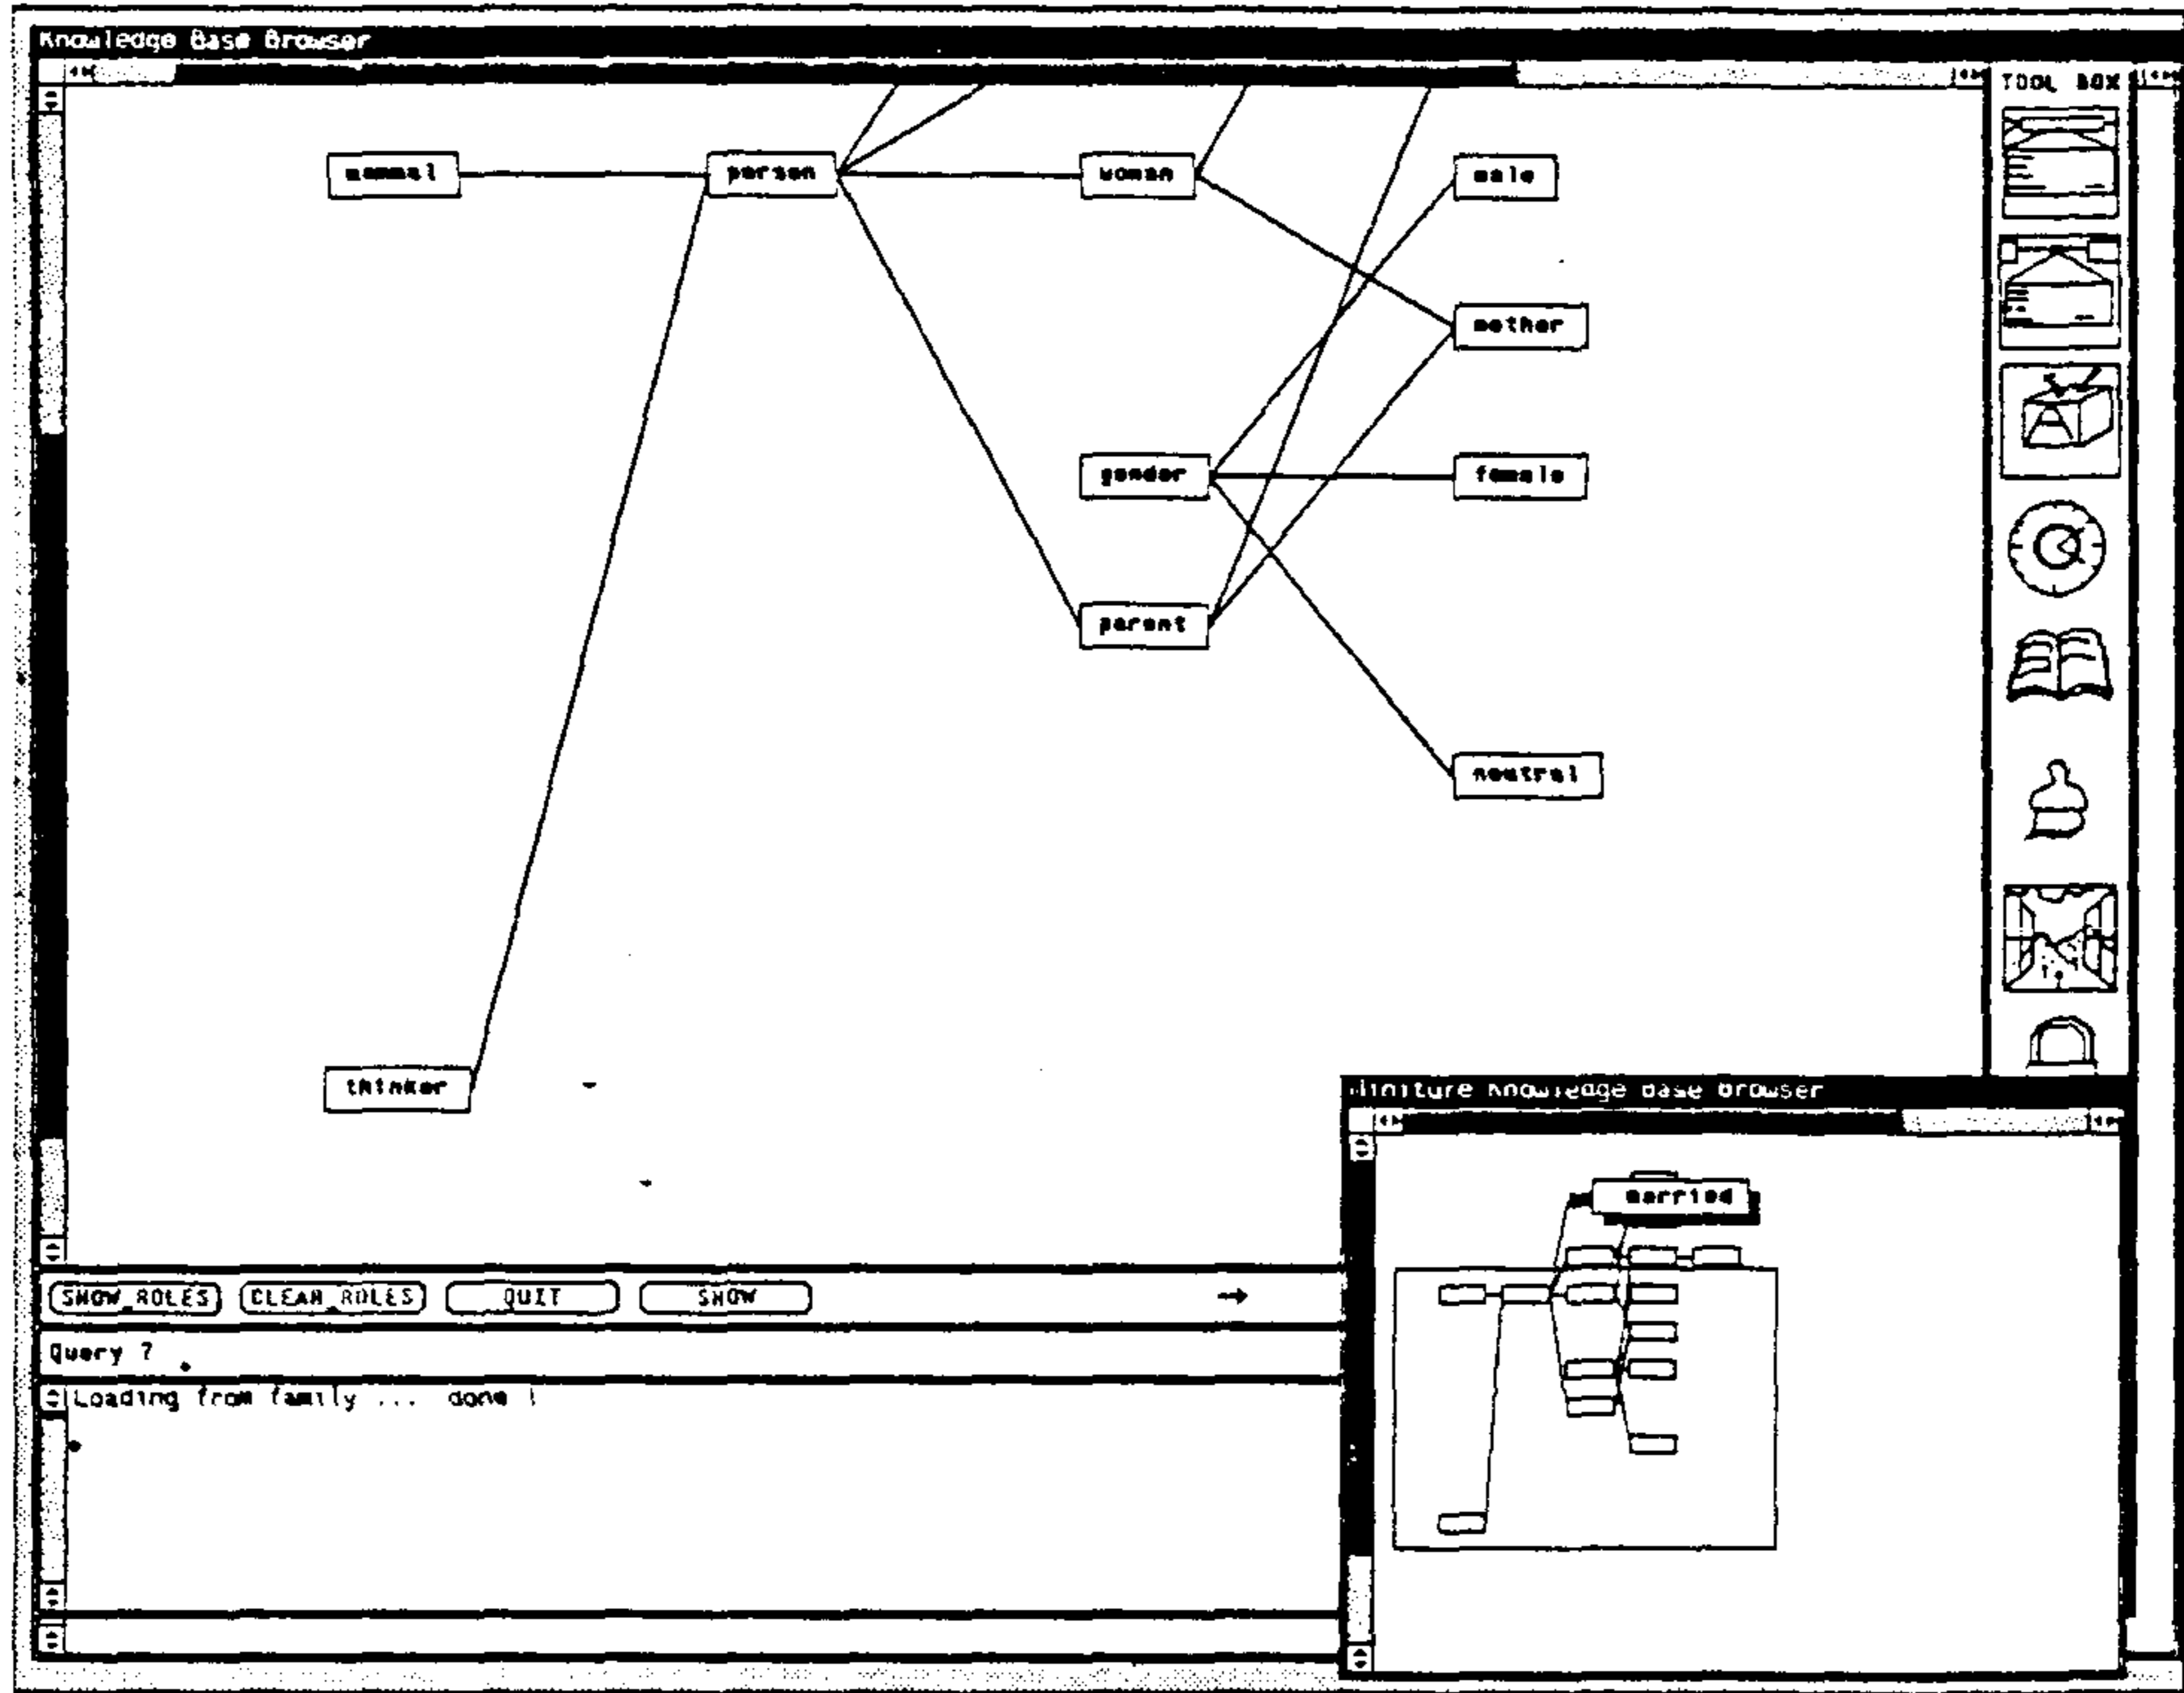 Knowledge Base Browser
TOOL BOX
mammal
person
woman
male
mother
gender
female
parent
neutral
thinker
Miniture Knowledge Base Browser
married
SHOW_ROLES
CLEAR_ROLES
QUIT
SHOW
Query ?
Loading from family ... done !